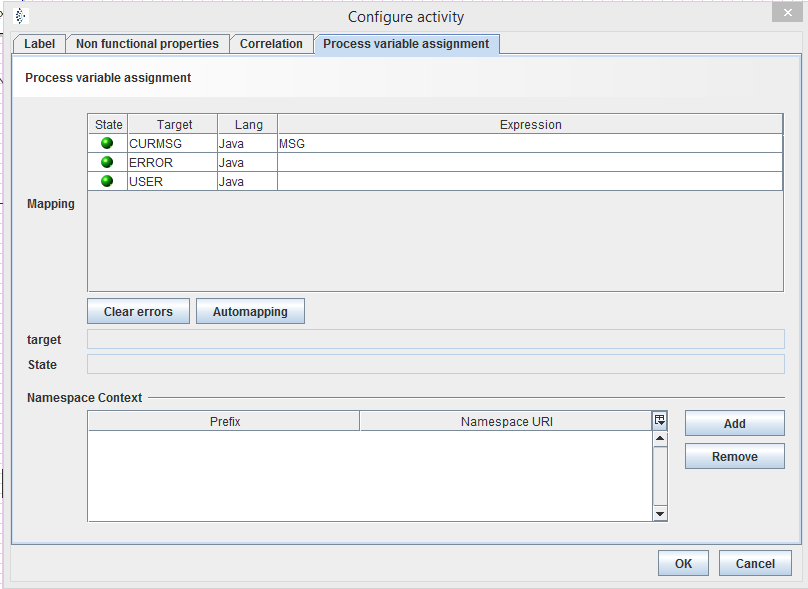 Configure activity
Label Non functional properties Correlation Process variable assignment
Process variable assignment
State Target Lang Expression
CURMSG Java MSG
ERROR Java
USER Java
Mapping
Clear errors Automapping
target
State
Namespace Context
Prefix Namespace URI
Add
Remove
OK Cancel